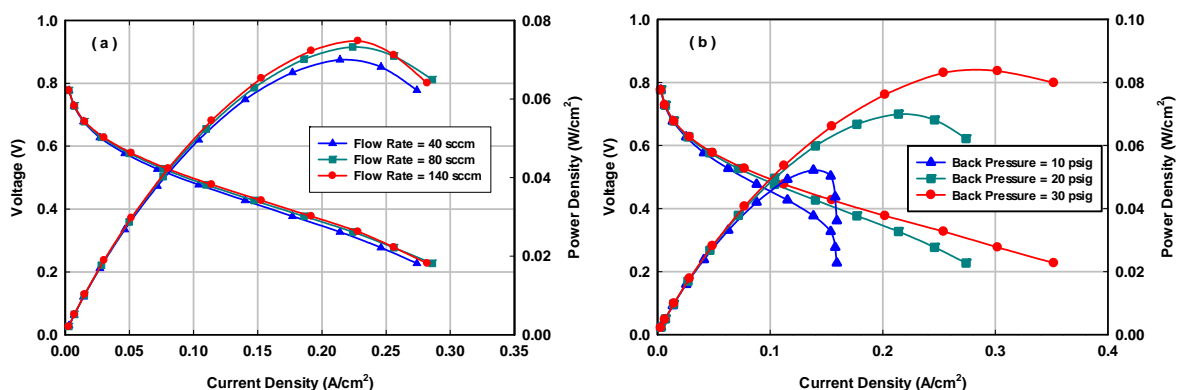 1.0
0.8
0.6
0.4
0.2
0.0
Voltage (V)
( a )
Flow Rate = 40 sccm
Flow Rate = 80 sccm
Flow Rate = 140 sccm
0.08
0.06
0.04
0.02
0.00
Power Density (W/cm²)
0.00 0.05 0.10 0.15 0.20 0.25 0.30 0.35
Current Density (A/cm²)
1.0
0.8
0.6
0.4
0.2
0.0
Voltage (V)
( b )
Back Pressure = 10 psig
Back Pressure = 20 psig
Back Pressure = 30 psig
0.10
0.08
0.06
0.04
0.02
0.00
Power Density (W/cm²)
0.0 0.1 0.2 0.3 0.4
Current Density (A/cm²)